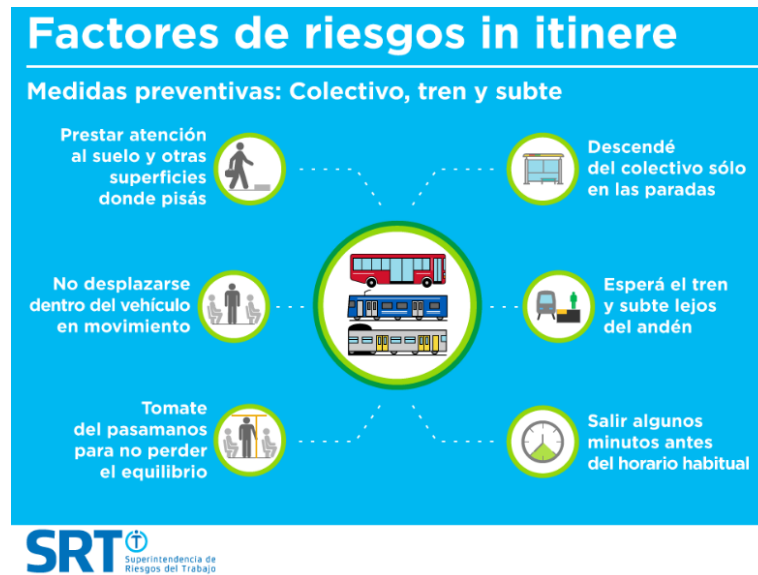 Factores de riesgos in itinere
Medidas preventivas: Colectivo, tren y subte
Prestar atención
al suelo y otras
superficies
donde pisás
No desplazarse
dentro del vehículo
en movimiento
Tomate
del pasamanos
para no perder
el equilibrio
Descendé
del colectivo sólo
en las paradas
Esperá el tren
y subte lejos
del andén
Salir algunos
minutos antes
del horario habitual
SRT
Superintendencia de
Riesgos del Trabajo